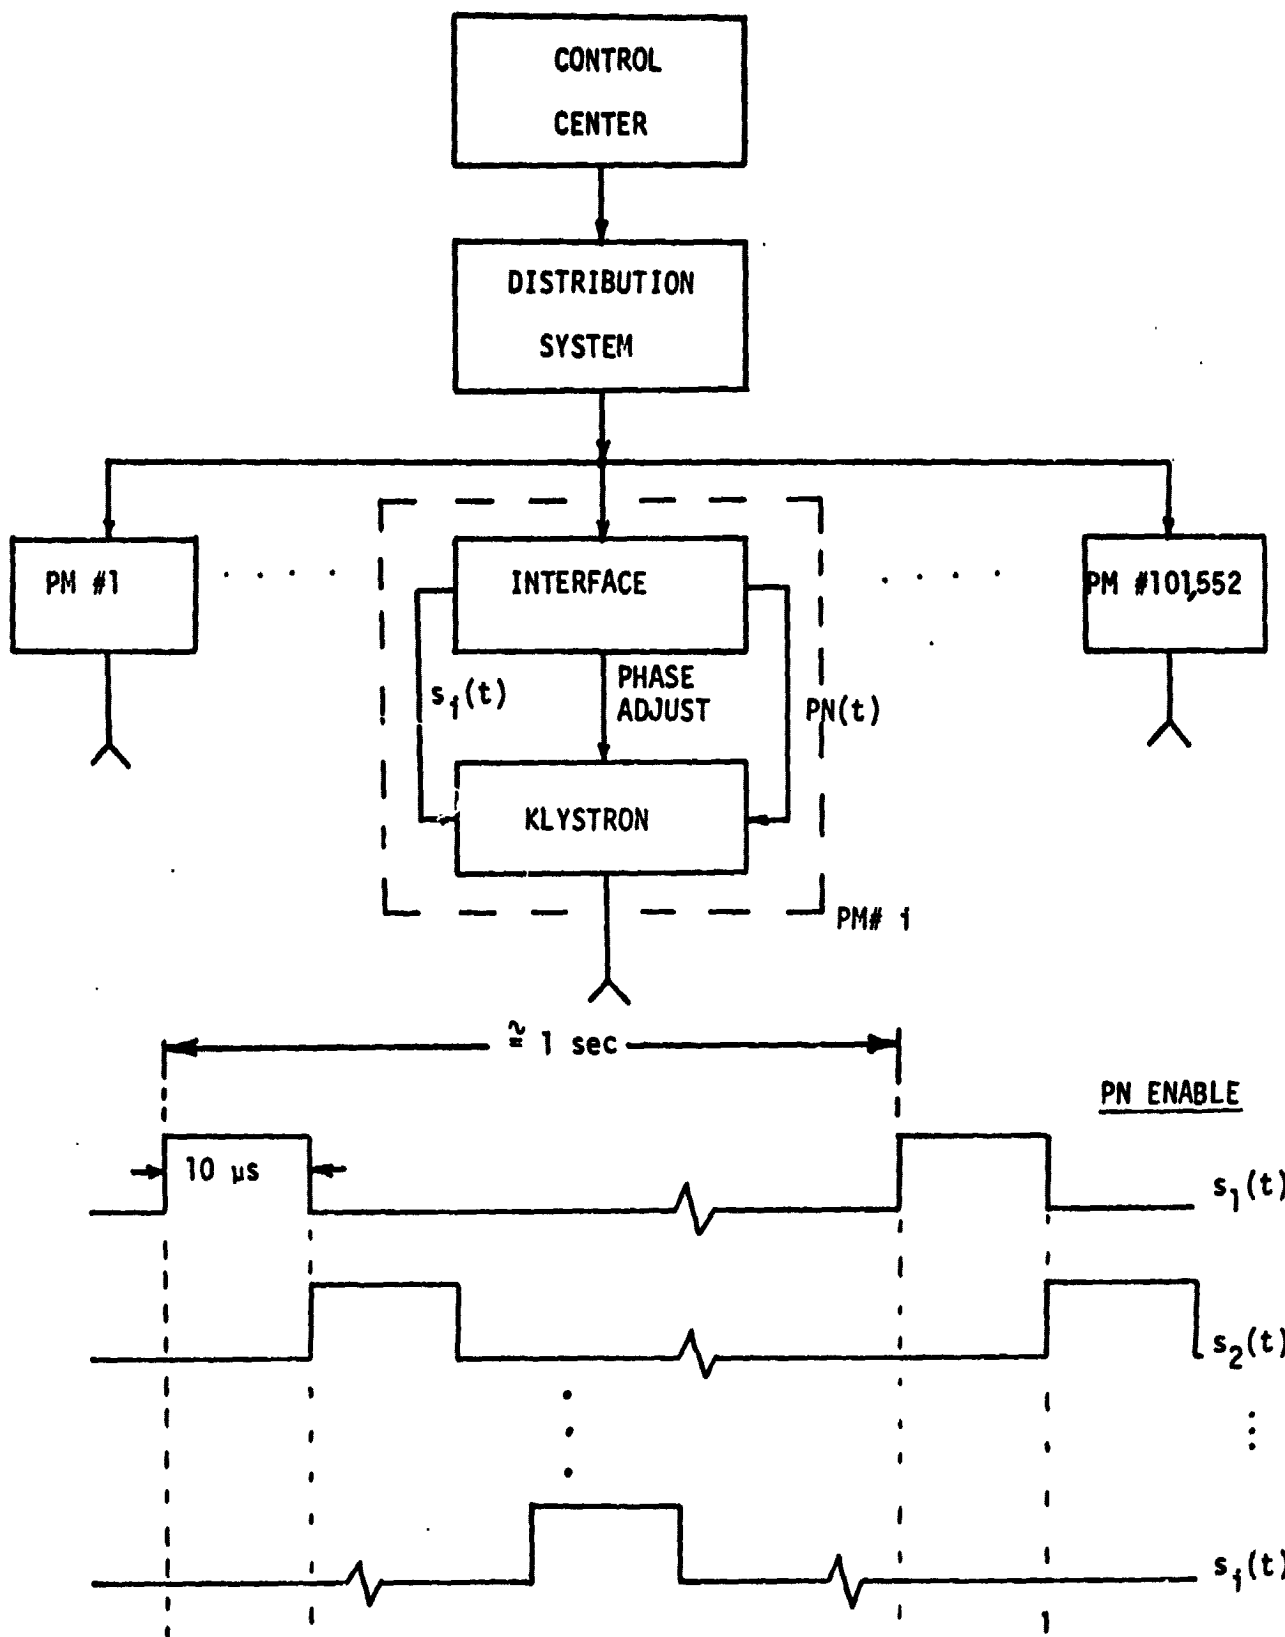 CONTROL
CENTER
DISTRIBUTION
SYSTEM
PM #1
INTERFACE
PM #101,552
s_i(t)
PHASE
ADJUST
PN(t)
KLYSTRON
PM# i
≅ 1 sec
PN ENABLE
10 μs
s_1(t)
s_2(t)
s_i(t)